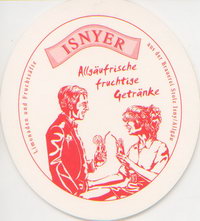 ISNYER
Allgäufrische
fruchtige
Getränke
Limonaden und Fruchtsäfte
aus der Brauerei Stolz Isny/Allgäu